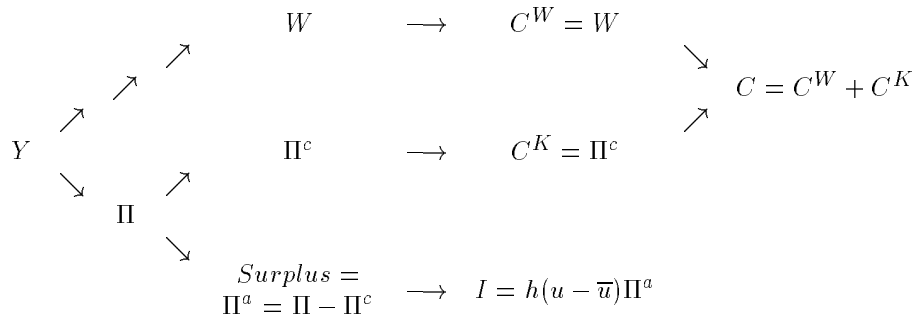 W ⟶ C^W = W
↗ ↘
↗ C = C^W + C^K
↗ ↗
Y Π^c ⟶ C^K = Π^c
↘ ↗
Π
↘
Surplus =
Π^a = Π − Π^c ⟶ I = h(u − u̅)Π^a